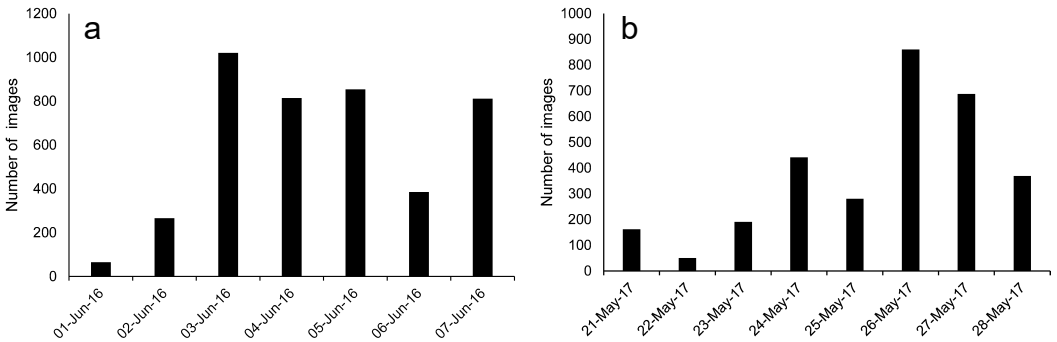 a
Number of  images
1200
1000
800
600
400
200
0
01-Jun-16
02-Jun-16
03-Jun-16
04-Jun-16
05-Jun-16
06-Jun-16
07-Jun-16
b
Number of images
1000
900
800
700
600
500
400
300
200
100
0
21-May-17
22-May-17
23-May-17
24-May-17
25-May-17
26-May-17
27-May-17
28-May-17